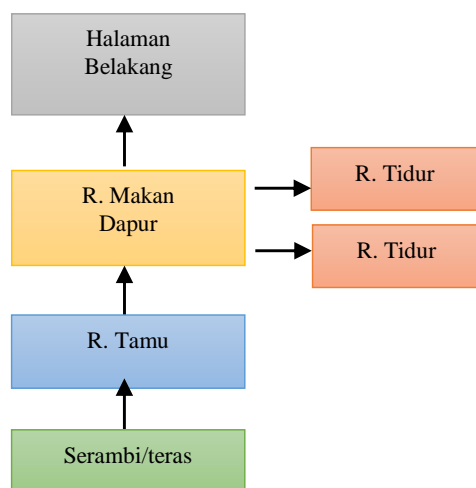 Halaman
Belakang
R. Makan
Dapur
R. Tidur
R. Tidur
R. Tamu
Serambi/teras